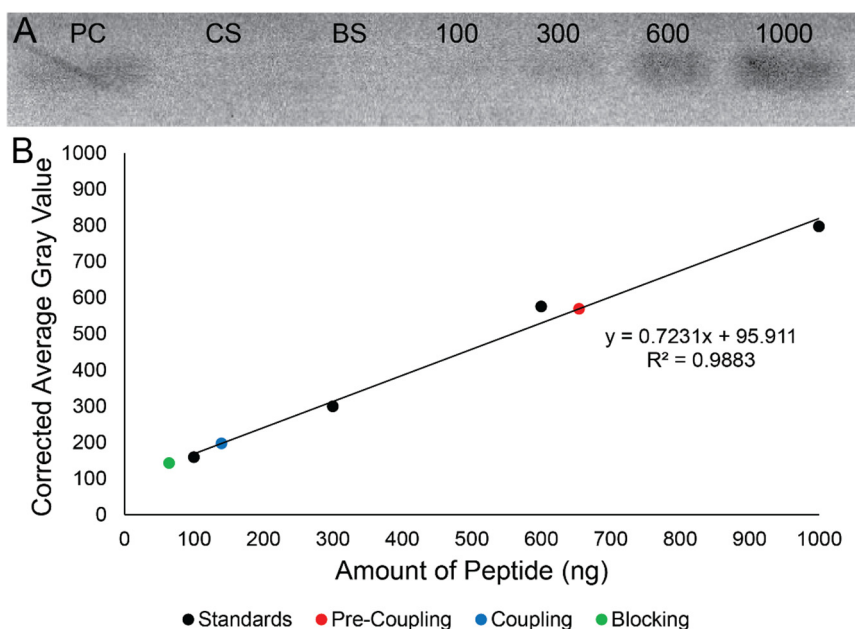 A
PC CS BS 100 300 600 1000
B
1000
900
800
700
600
500
400
300
200
100
0
Corrected Average Gray Value
y = 0.7231x + 95.911
R² = 0.9883
0 100 200 300 400 500 600 700 800 900 1000
Amount of Peptide (ng)
Standards Pre-Coupling Coupling Blocking